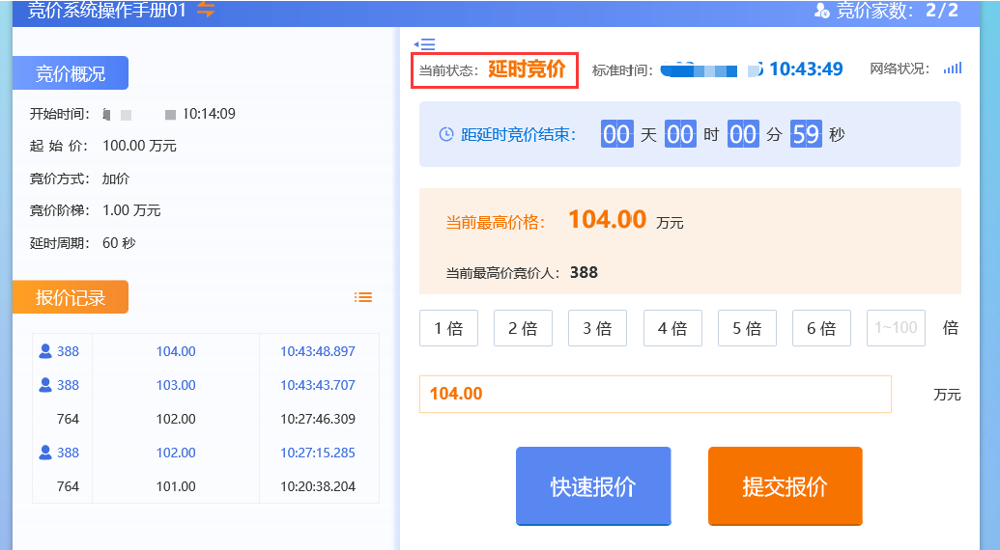 竞价系统操作手册01
竞价家数：2/2
竞价概况
开始时间： 10:14:09
起 始 价： 100.00 万元
竞价方式： 加价
竞价阶梯： 1.00 万元
延时周期： 60 秒
报价记录
388 104.00 10:43:48.897
388 103.00 10:43:43.707
764 102.00 10:27:46.309
388 102.00 10:27:15.285
764 101.00 10:20:38.204
当前状态： 延时竞价 标准时间： 10:43:49 网络状况：
距延时竞价结束： 00 天 00 时 00 分 59 秒
当前最高价格： 104.00 万元
当前最高价竞价人： 388
1 倍 2 倍 3 倍 4 倍 5 倍 6 倍 1~100 倍
104.00 万元
快速报价 提交报价